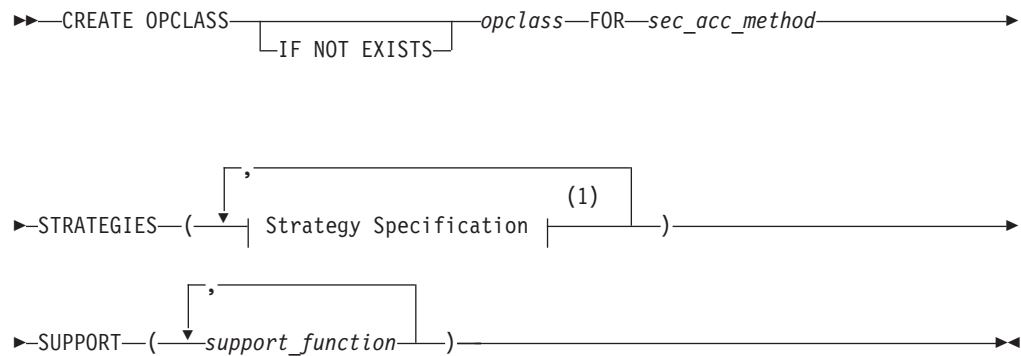 CREATE OPCLASS opclass FOR sec_acc_method
IF NOT EXISTS
,
(1)
STRATEGIES ( Strategy Specification )
,
SUPPORT ( support_function )